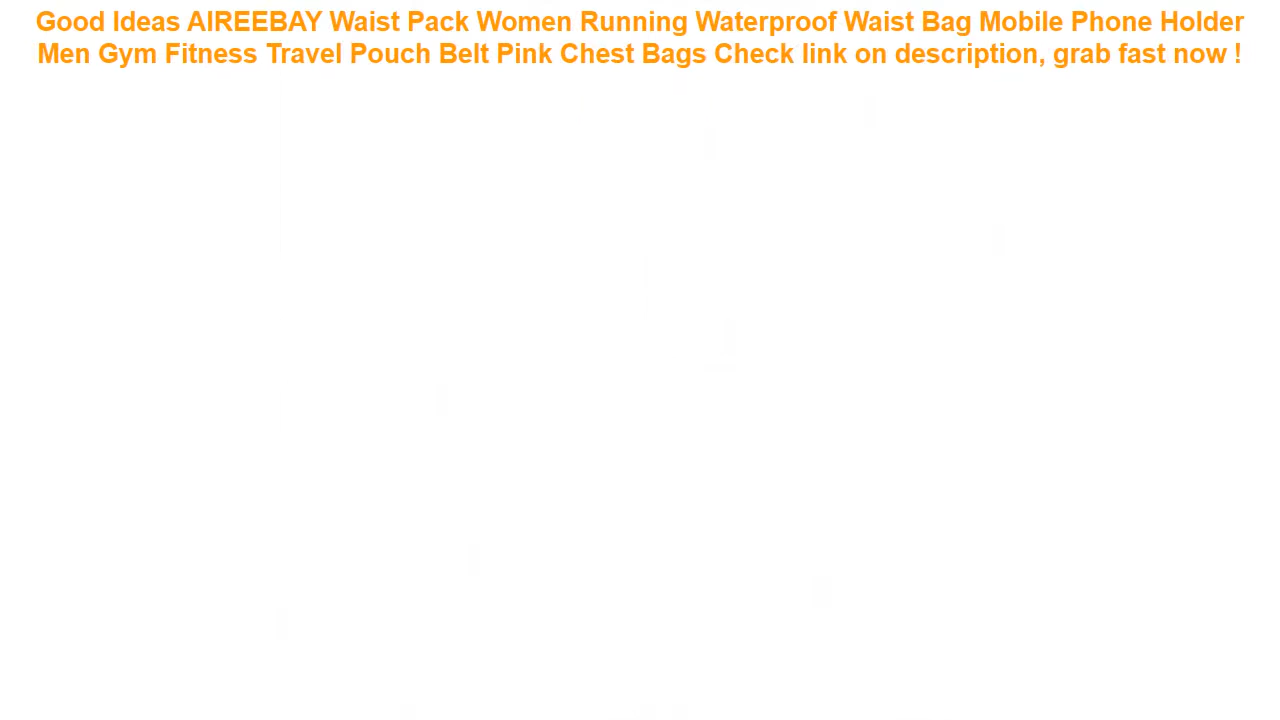 Good Ideas AIREEBAY Waist Pack Women Running Waterproof Waist Bag Mobile Phone Holder
Men Gym Fitness Travel Pouch Belt Pink Chest Bags Check link on description, grab fast now !